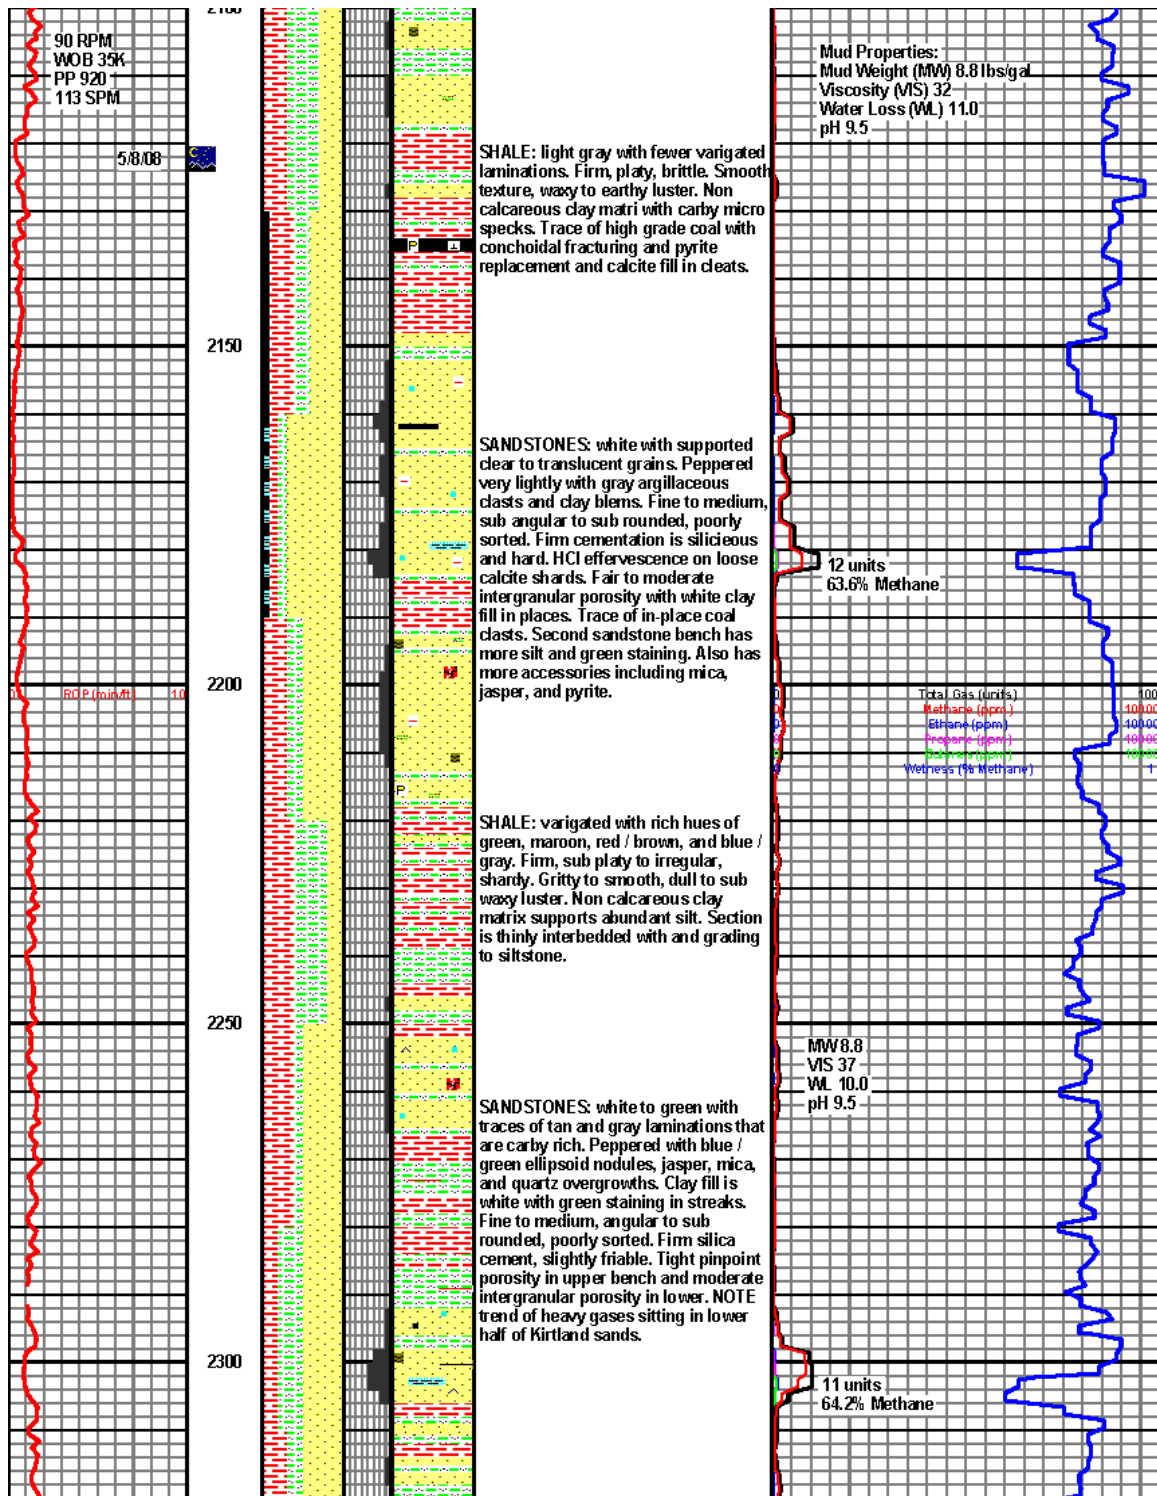 2100
90 RPM
WOB 35K
PP 920
113 SPM
Mud Properties:
Mud Weight (MW) 8.8 lbs/gal
Viscosity (VIS) 32
Water Loss (WL) 11.0
pH 9.5
5/8/08
C
SHALE: light gray with fewer varigated
laminations. Firm, platy, brittle. Smooth
texture, waxy to earthy luster. Non
calcareous clay matri with carby micro
specks. Trace of high grade coal with
conchoidal fracturing and pyrite
replacement and calcite fill in cleats.
P
2150
SANDSTONES: white with supported
clear to translucent grains. Peppered
very lightly with gray argillaceous
clasts and clay blems. Fine to medium,
sub angular to sub rounded, poorly
sorted. Firm cementation is silicieous
and hard. HCl effervescence on loose
calcite shards. Fair to moderate
intergranular porosity with white clay
fill in places. Trace of in-place coal
clasts. Second sandstone bench has
more silt and green staining. Also has
more accessories including mica,
jasper, and pyrite.
12 units
63.6% Methane
2200
0 ROP (min/ft) 10
0 Total Gas (units) 100
0 Methane (ppm) 10000
0 Ethane (ppm) 10000
0 Propane (ppm) 10000
0 Butanes (ppm) 10000
Wetness (% Methane) 1
P
SHALE: varigated with rich hues of
green, maroon, red / brown, and blue /
gray. Firm, sub platy to irregular,
shardy. Gritty to smooth, dull to sub
waxy luster. Non calcareous clay
matrix supports abundant silt. Section
is thinly interbedded with and grading
to siltstone.
2250
MW 8.8
VIS 37
WL 10.0
pH 9.5
SANDSTONES: white to green with
traces of tan and gray laminations that
are carby rich. Peppered with blue /
green ellipsoid nodules, jasper, mica,
and quartz overgrowths. Clay fill is
white with green staining in streaks.
Fine to medium, angular to sub
rounded, poorly sorted. Firm silica
cement, slightly friable. Tight pinpoint
porosity in upper bench and moderate
intergranular porosity in lower. NOTE
trend of heavy gases sitting in lower
half of Kirtland sands.
2300
11 units
64.2% Methane